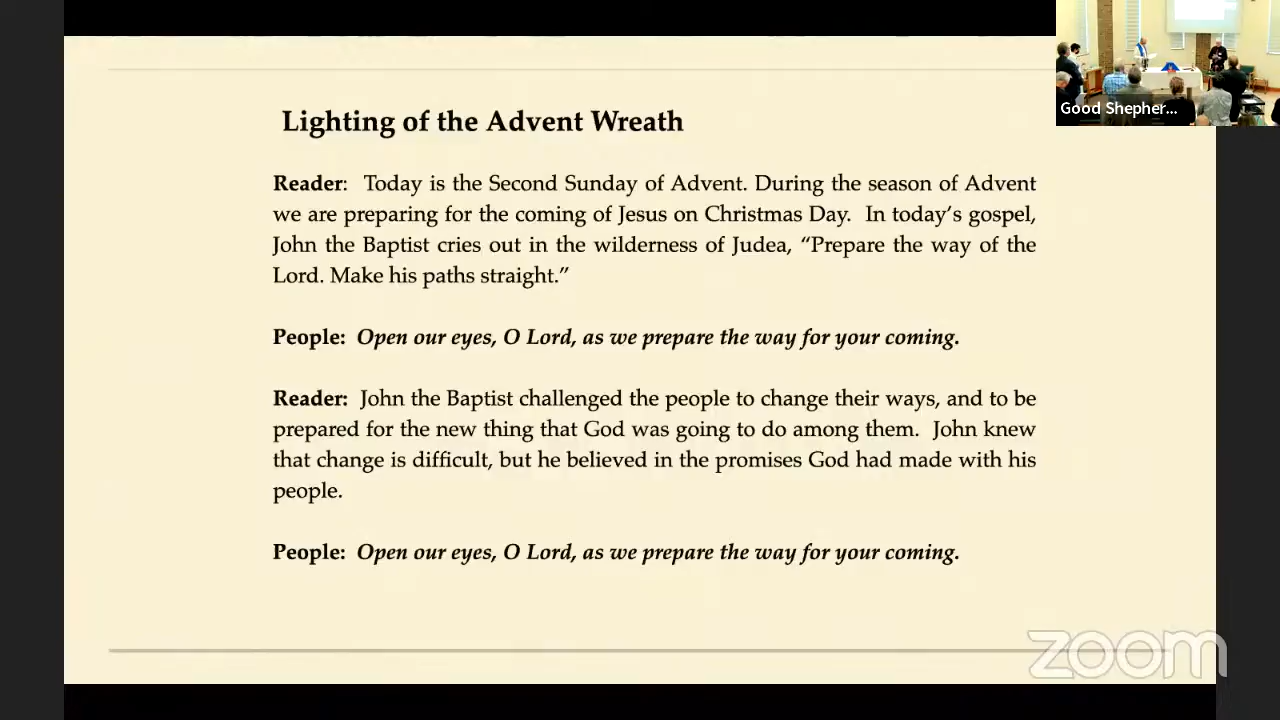 Lighting of the Advent Wreath
Good Shepher...
Reader:  Today is the Second Sunday of Advent. During the season of Advent
we are preparing for the coming of Jesus on Christmas Day.  In today’s gospel,
John the Baptist cries out in the wilderness of Judea, “Prepare the way of the
Lord. Make his paths straight.”
People:  Open our eyes, O Lord, as we prepare the way for your coming.
Reader:  John the Baptist challenged the people to change their ways, and to be
prepared for the new thing that God was going to do among them.  John knew
that change is difficult, but he believed in the promises God had made with his
people.
People:  Open our eyes, O Lord, as we prepare the way for your coming.
zoom